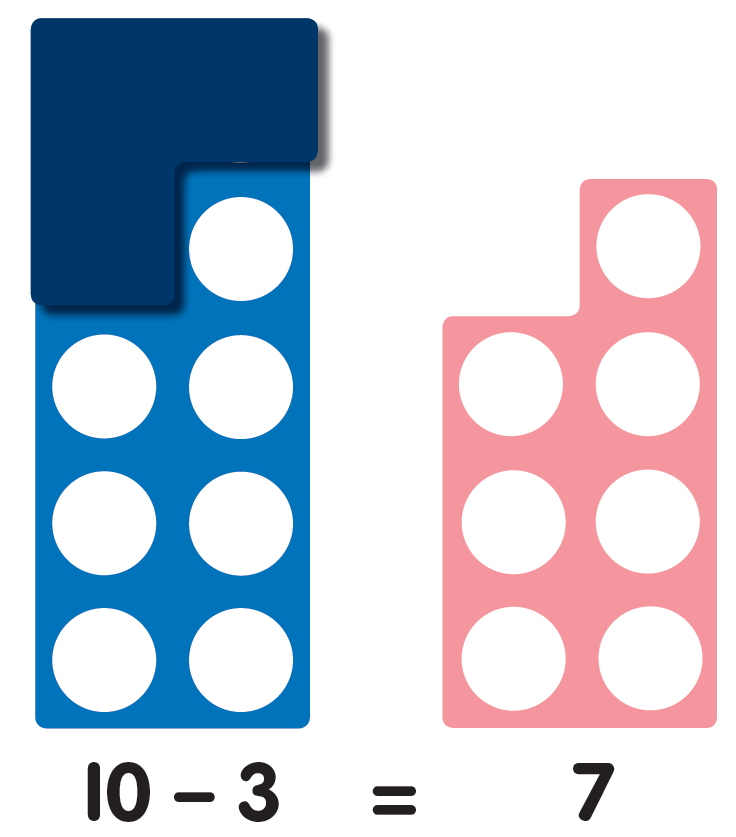 10 – 3 = 7